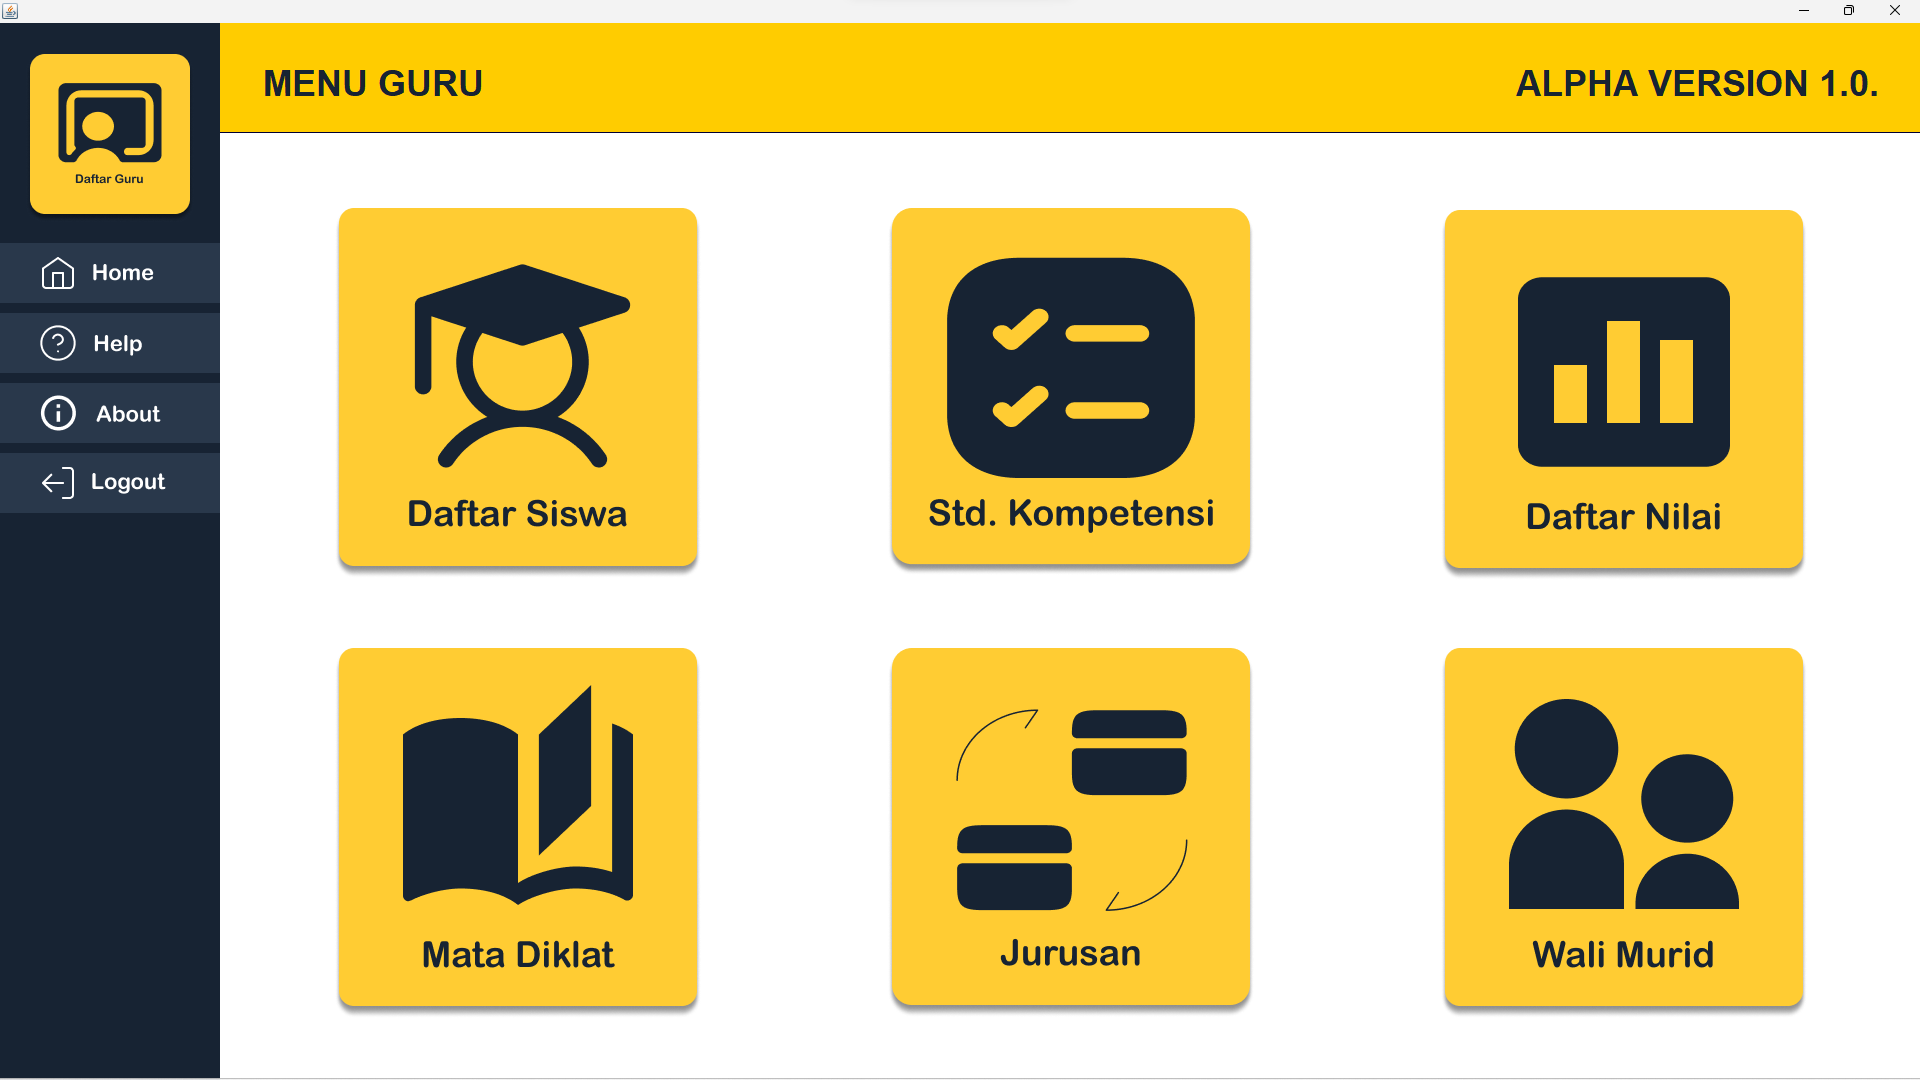 MENU GURU
ALPHA VERSION 1.0.
Daftar Guru
Home
Help
About
Logout
Daftar Siswa
Std. Kompetensi
Daftar Nilai
Mata Diklat
Jurusan
Wali Murid